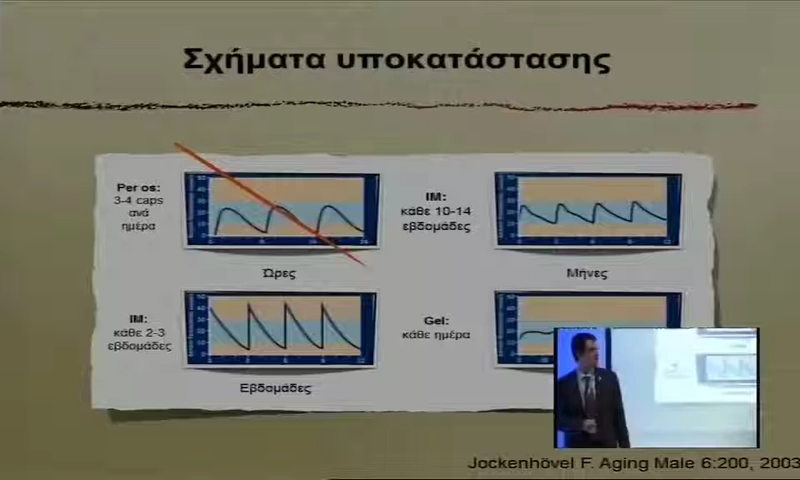 Σχήματα υποκατάστασης
Per os:
3-4 caps
ανά
ημέρα
Ώρες
IM:
κάθε 10-14
εβδομάδες
Μήνες
IM:
κάθε 2-3
εβδομάδες
Εβδομάδες
Gel:
κάθε ημέρα
Jockenhövel F. Aging Male 6:200, 2003